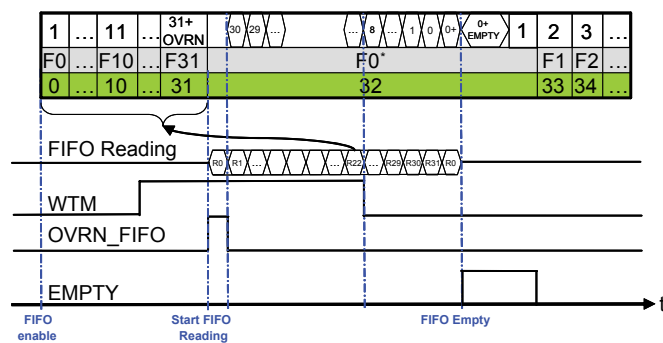 1 ... 11 ... 31+ OVRN 30 29 ... ... 8 ... 1 0 0+ 0+ EMPTY 1 2 3 ...
F0 ... F10 ... F31 F0* F1 F2 ...
0 ... 10 ... 31 32 33 34 ...
FIFO Reading
R0 R1 ... ... R22 ... R29 R30 R31 R0
WTM
OVRN_FIFO
EMPTY
t
FIFO enable
Start FIFO Reading
FIFO Empty